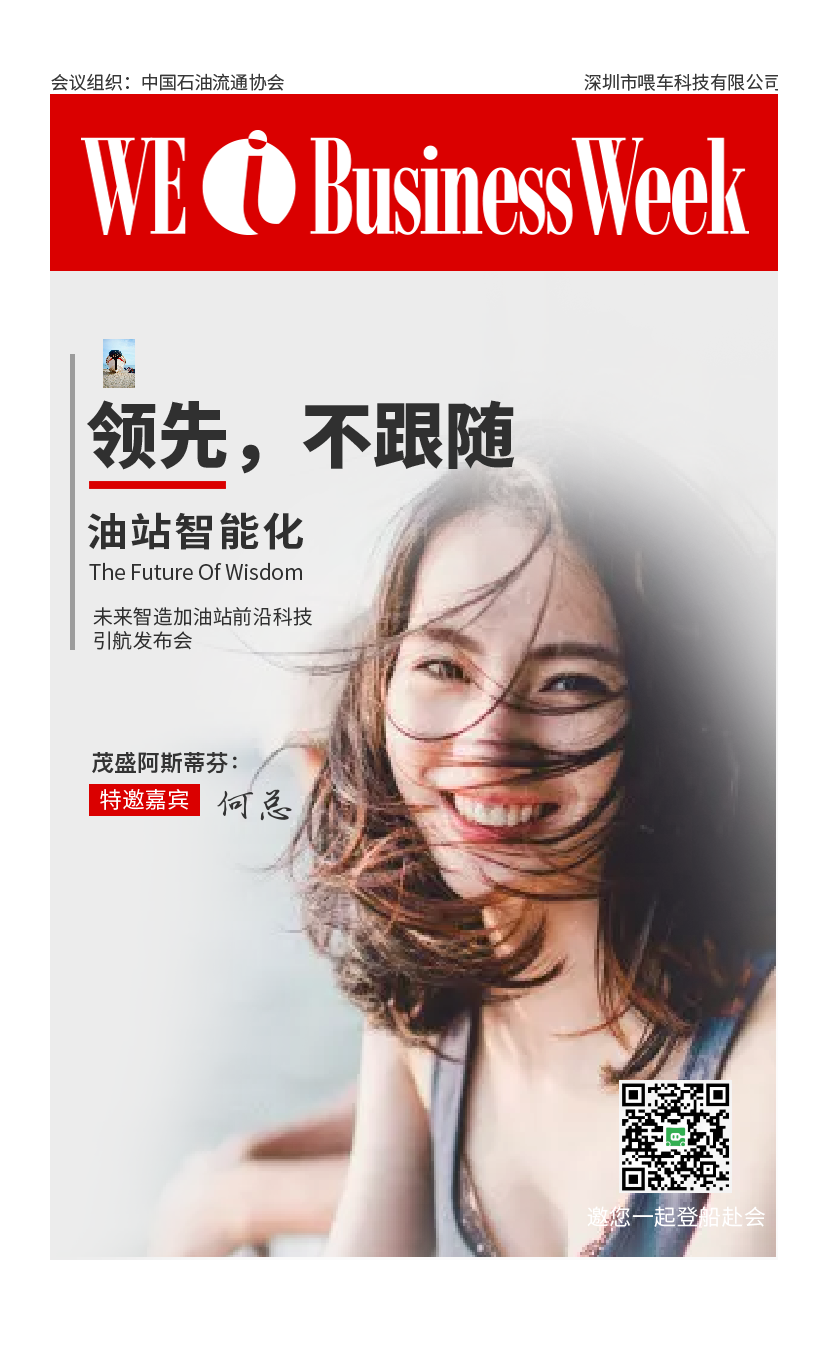 会议组织：中国石油流通协会
深圳市喂车科技有限公司
WE i BusinessWeek
领先，不跟随
油站智能化
The Future Of Wisdom
未来智造加油站前沿科技
引航发布会
茂盛阿斯蒂芬：
特邀嘉宾
何总
邀您一起登船赴会